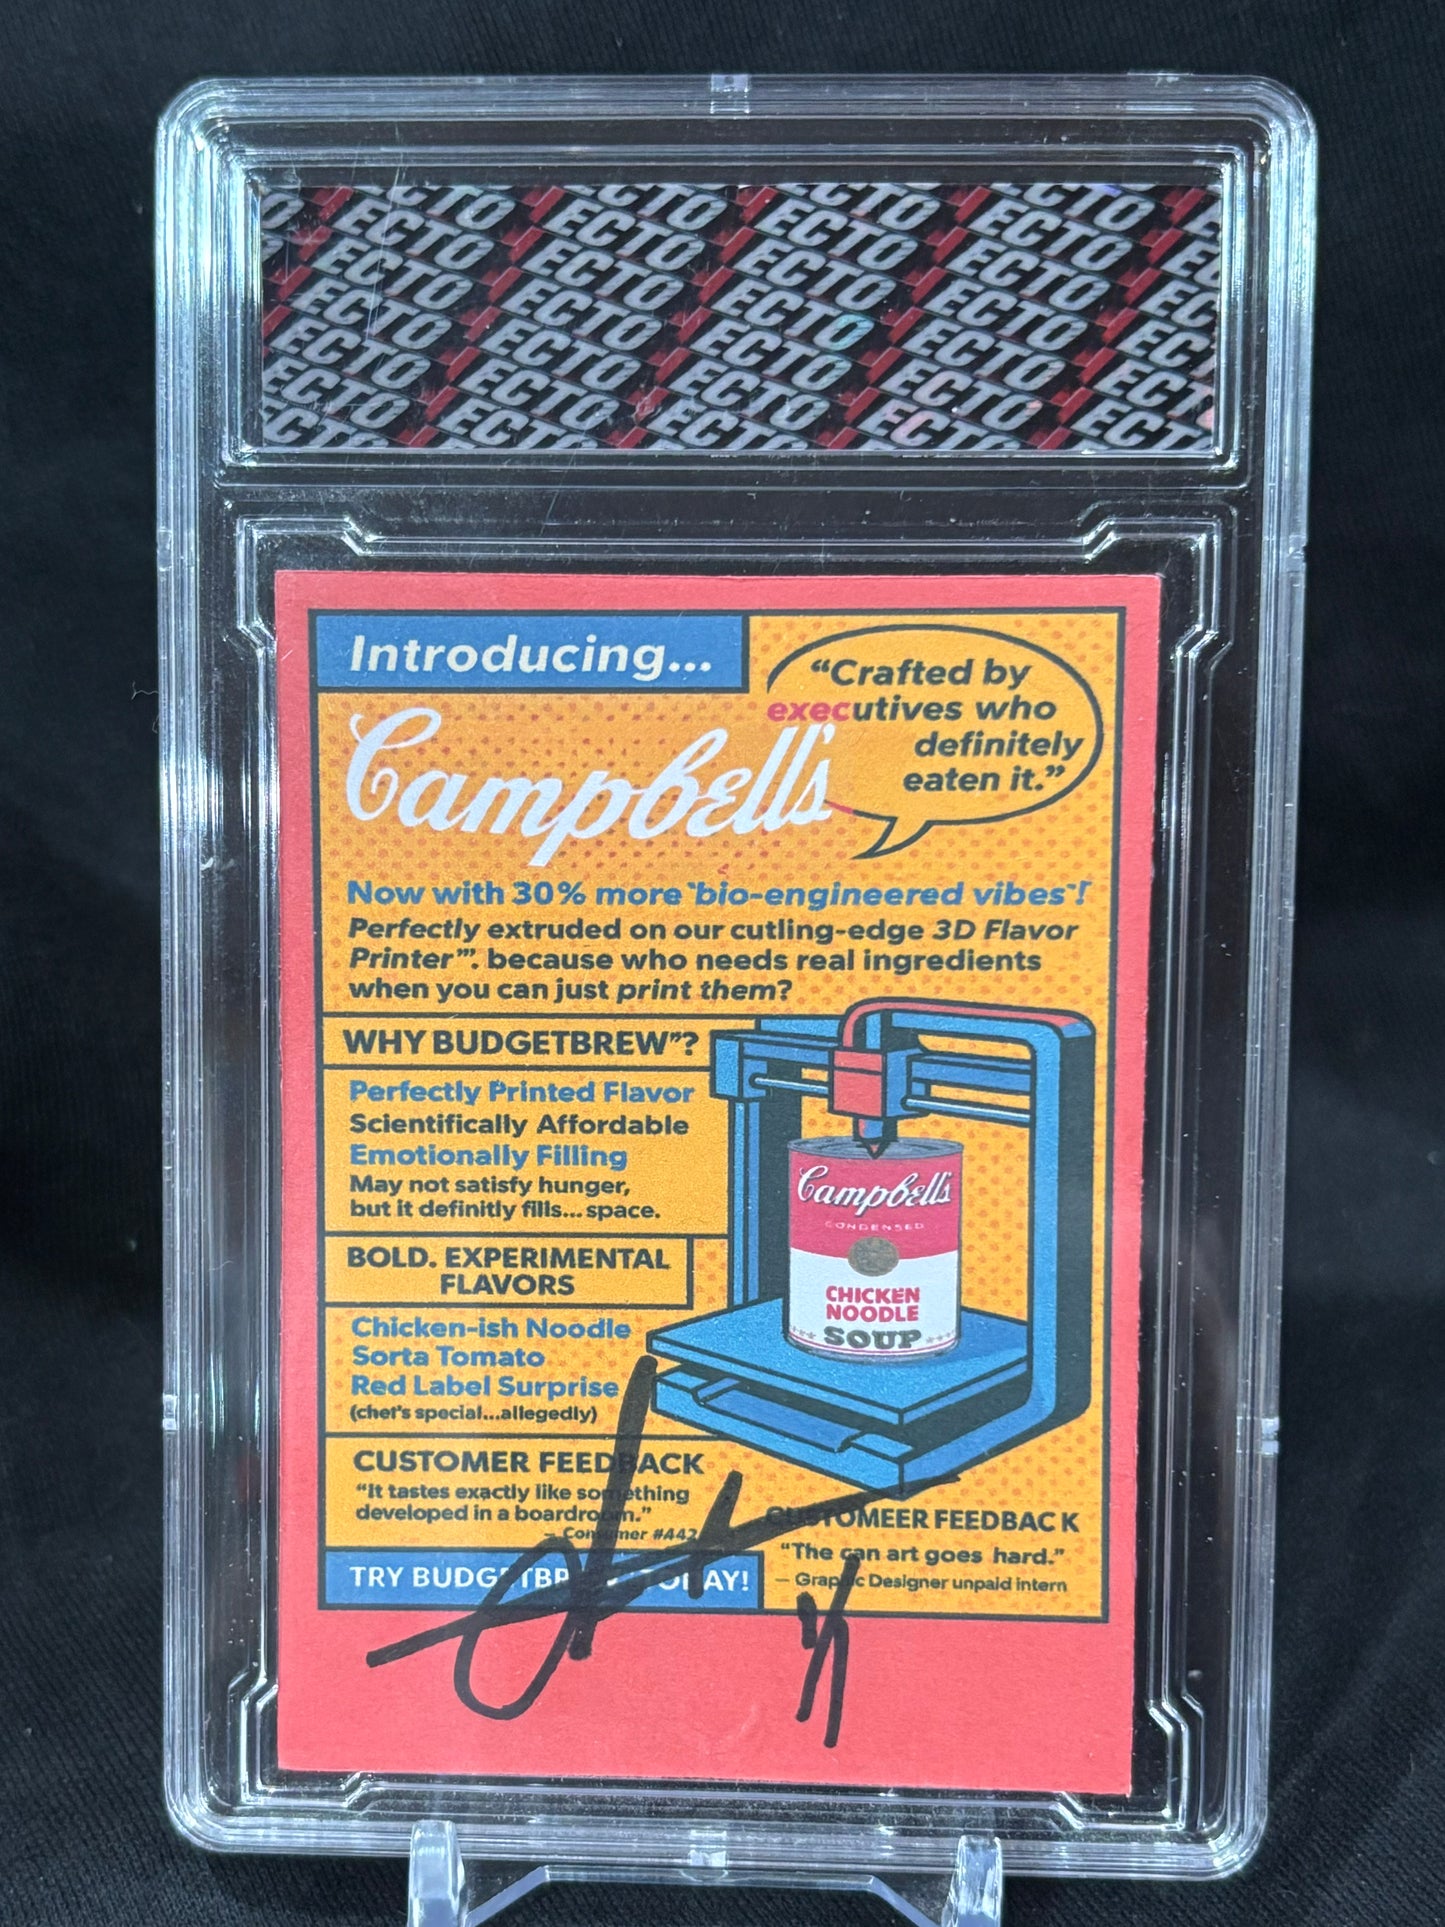 ECTO
Introducing...
“Crafted by
executives who
definitely
eaten it.”
Campbell's
Now with 30% more "bio-engineered vibes"!
Perfectly extruded on our cutling-edge 3D Flavor
Printer™. because who needs real ingredients
when you can just print them?
WHY BUDGETBREW™?
Perfectly Printed Flavor
Scientifically Affordable
Emotionally Filling
May not satisfy hunger,
but it definitly fills... space.
Campbell's
CONDENSED
CHICKEN
NOODLE
SOUP
BOLD. EXPERIMENTAL
FLAVORS
Chicken-ish Noodle
Sorta Tomato
Red Label Surprise
(chet's special...allegedly)
CUSTOMER FEEDBACK
“It tastes exactly like something
developed in a boardroom.”
– Consumer #442
TRY BUDGETBREW TODAY!
CUSTOMEER FEEDBAC K
“The can art goes hard.”
– Graphic Designer unpaid intern